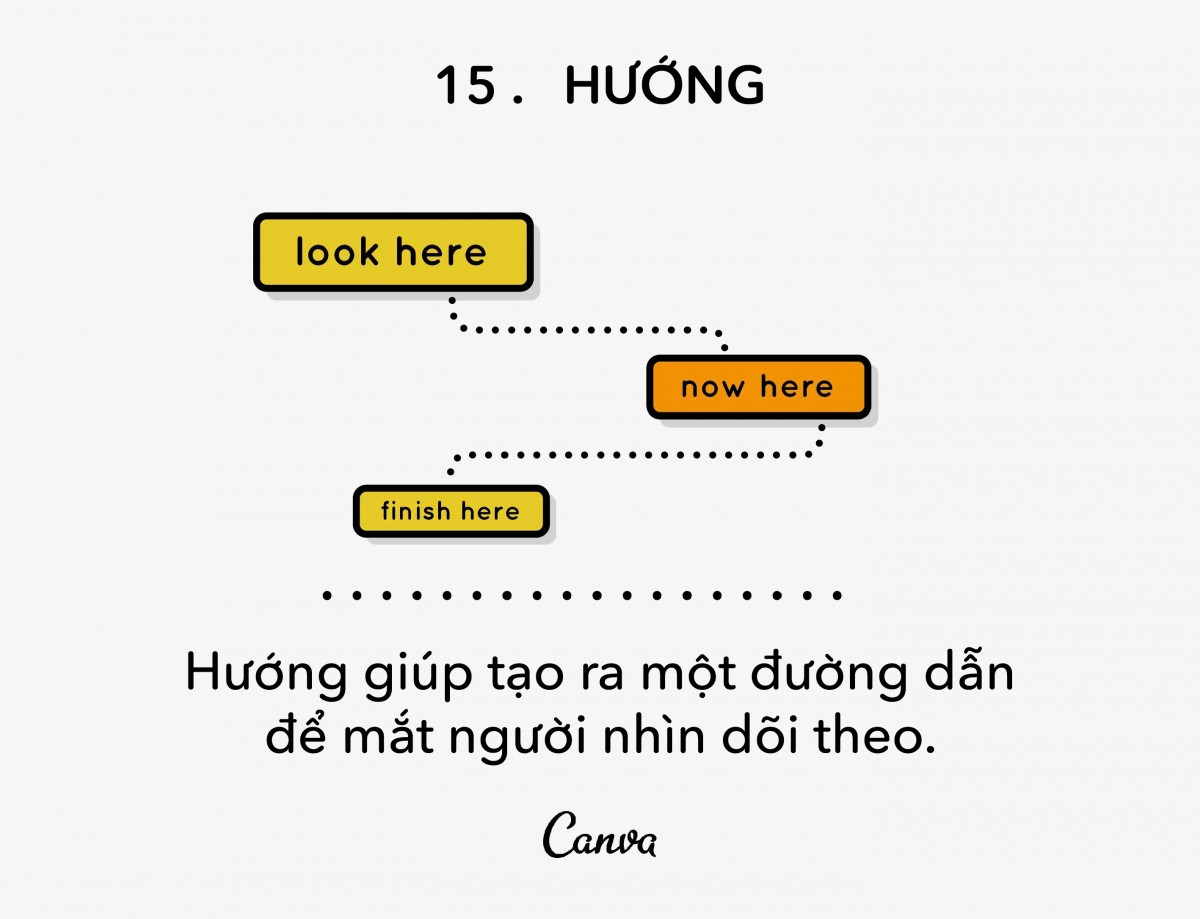 15. HƯỚNG
look here
now here
finish here
Hướng giúp tạo ra một đường dẫn
để mắt người nhìn dõi theo.
Canva